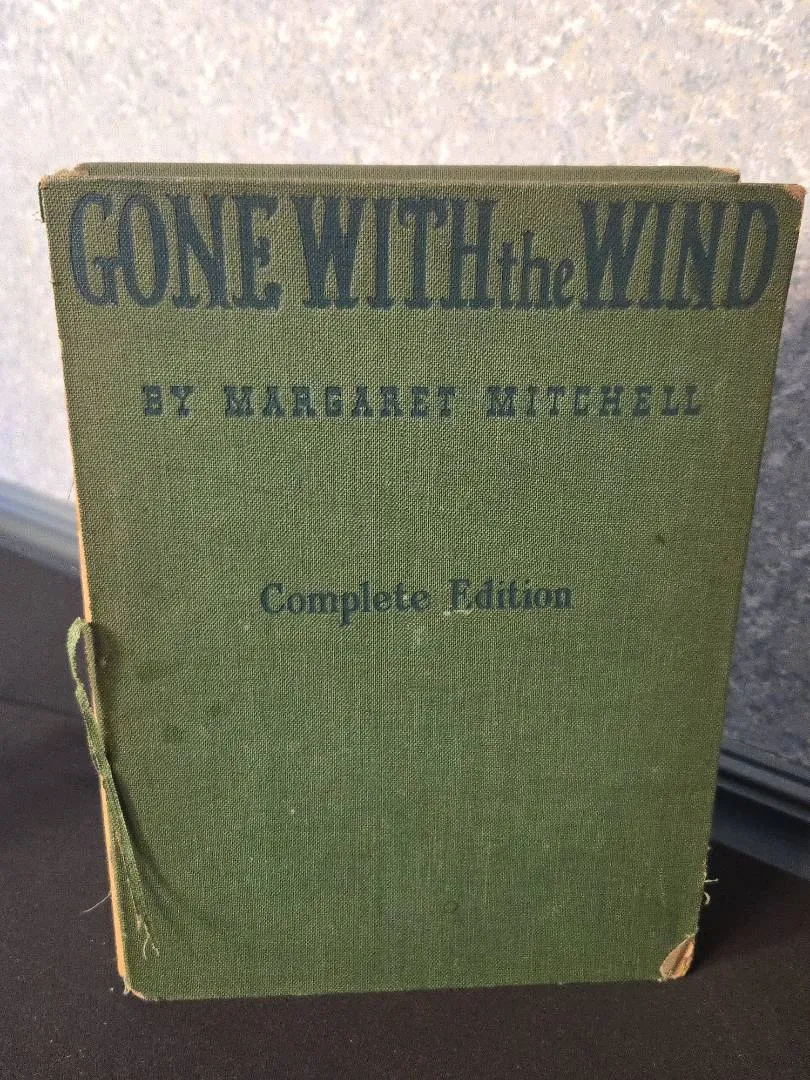 GONE WITH the WIND
BY MARGARET MITCHELL
Complete Edition